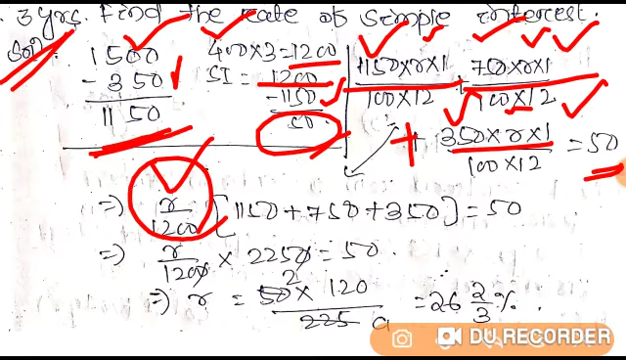 3 yrs. Find the rate of simple interest.
Sol:
1500
- 350
1150
400×3=1200
SI = 1200
-1150
50
1150×r×1/100×12 + 750×r×1/100×12
+ 350×r×1/100×12 = 50
=> r/1200 [1150+750+350] = 50
=> r/1200 × 2250 = 50
=> r = 50 × 120 / 225 = 26 2/3 %.
2
9
DU RECORDER